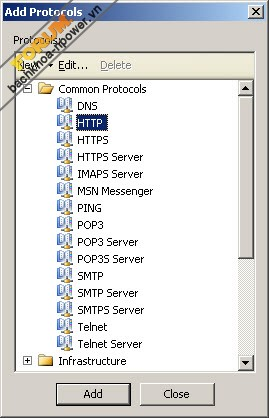 Add Protocols
Protocols:
New Edit... Delete
Common Protocols
DNS
HTTP
HTTPS
HTTPS Server
IMAPS Server
MSN Messenger
PING
POP3
POP3 Server
POP3S Server
SMTP
SMTP Server
SMTPS Server
Telnet
Telnet Server
Infrastructure
Add Close
FORUM
bachkhoa-npower.vn